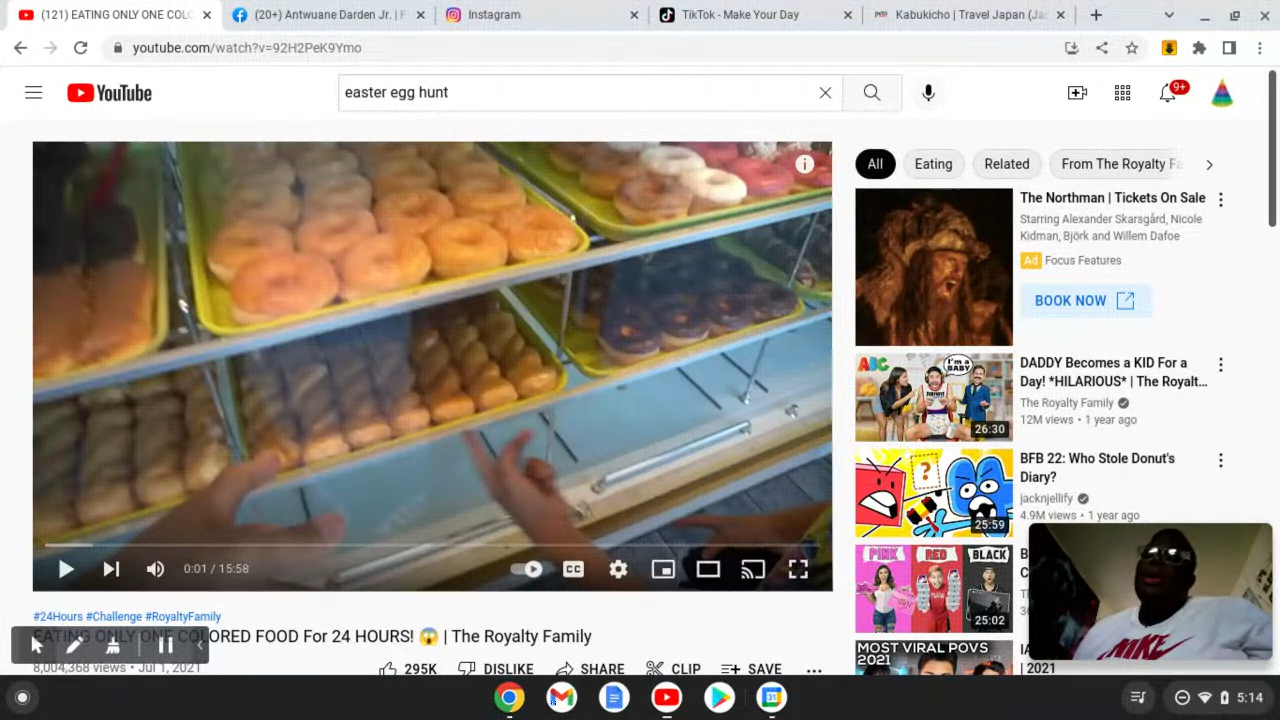 (121) EATING ONLY ONE COLO
(20+) Antwuane Darden Jr. | F
Instagram
TikTok - Make Your Day
Kabukicho | Travel Japan (Ja
youtube.com/watch?v=92H2PeK9Ymo
YouTube
easter egg hunt
9+
All
Eating
Related
From The Royalty Fa
The Northman | Tickets On Sale
Starring Alexander Skarsgård, Nicole
Kidman, Björk and Willem Dafoe
Ad Focus Features
BOOK NOW
ABC
I'm a
BABY
26:30
DADDY Becomes a KID For a
Day! *HILARIOUS* | The Royalt...
The Royalty Family
12M views • 1 year ago
?
25:59
BFB 22: Who Stole Donut's
Diary?
jacknjellify
4.9M views • 1 year ago
PINK RED BLACK
25:02
MOST VIRAL POVS
2021
| 2021
NIKE
0:01 / 15:58
CC
#24Hours #Challenge #RoyaltyFamily
EATING ONLY ONE COLORED FOOD For 24 HOURS! 😱 | The Royalty Family
8,004,368 views • Jul 1, 2021
295K
DISLIKE
SHARE
CLIP
SAVE
31
5:14